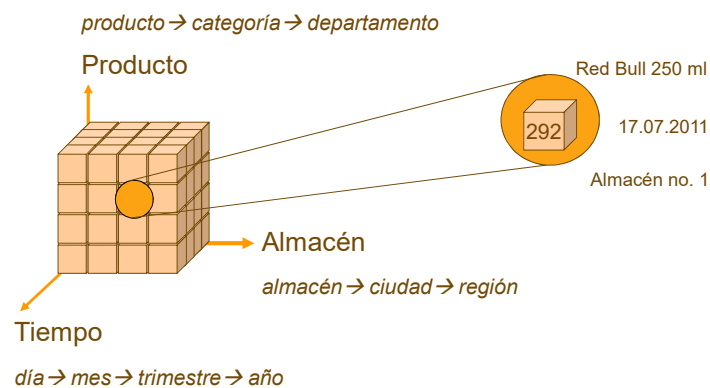 producto→ categoría→ departamento
Producto
Red Bull 250 ml
292
17.07.2011
Almacén no. 1
Almacén
almacén→ ciudad→ región
Tiempo
día→ mes→ trimestre→ año